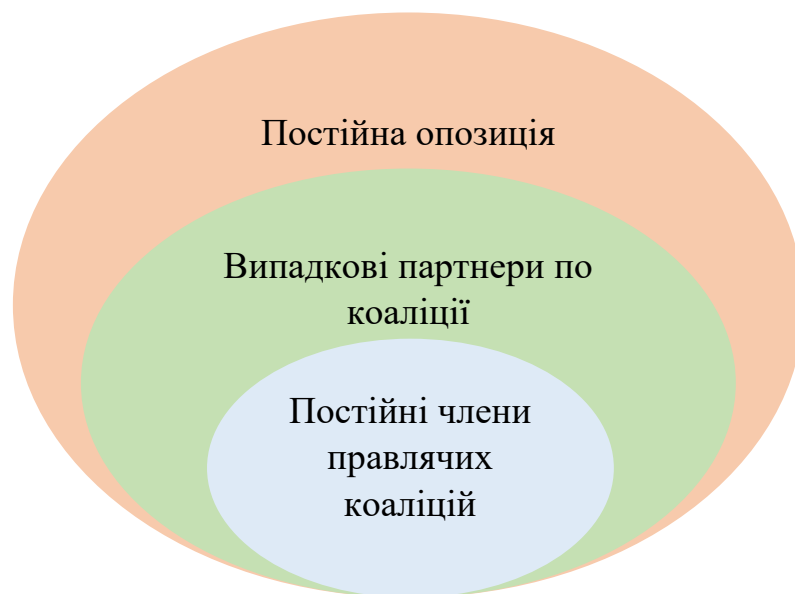 Постійна опозиція
Випадкові партнери по
коаліції
Постійні члени
правлячих
коаліцій